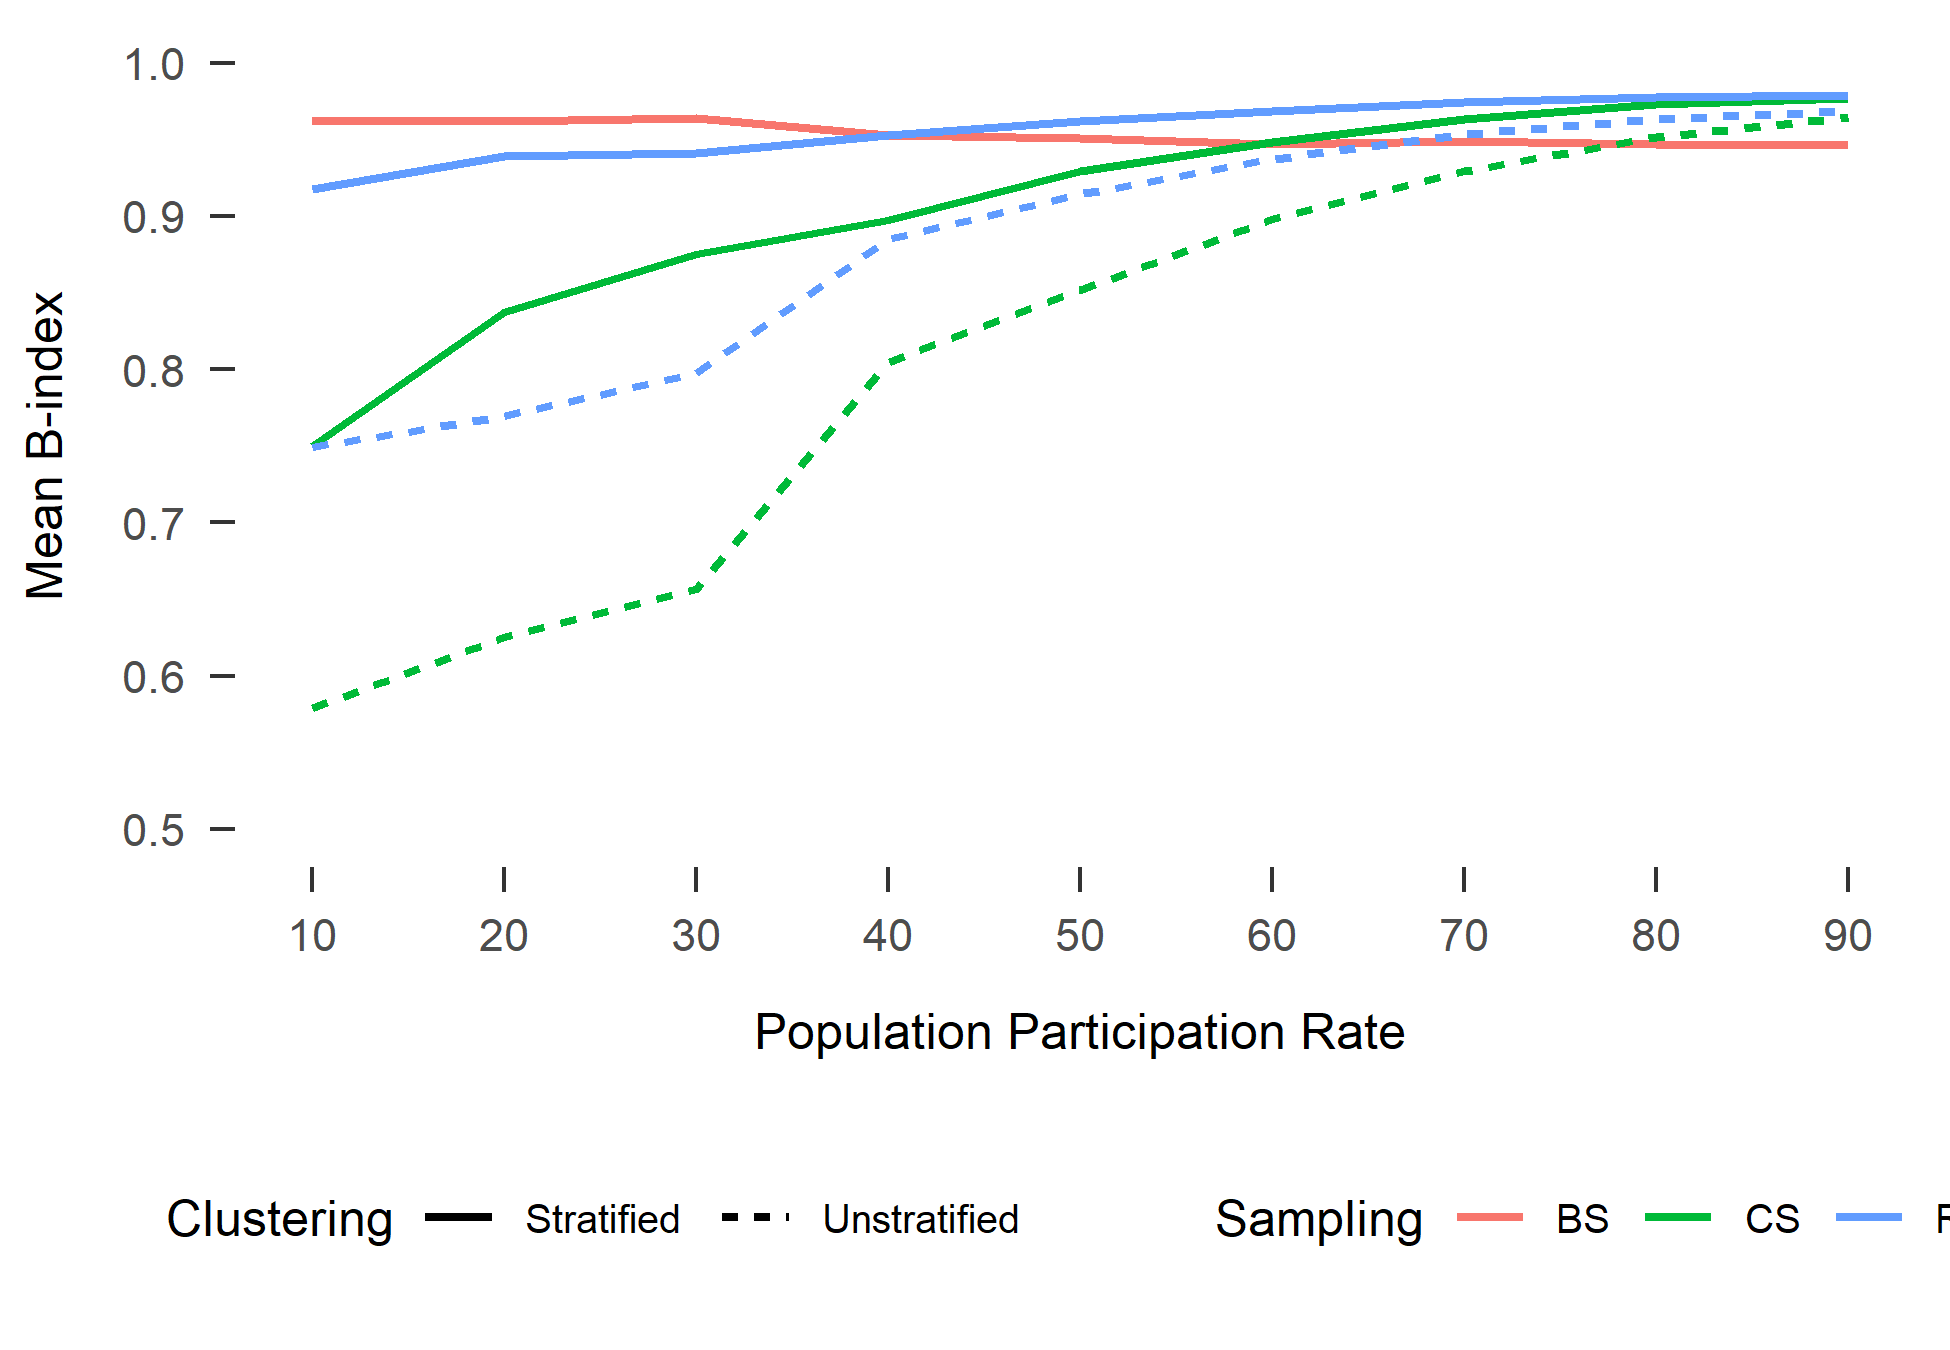 1.0
0.9
0.8
0.7
0.6
0.5
Mean B-index
10 20 30 40 50 60 70 80 90
Population Participation Rate
Clustering Stratified Unstratified Sampling BS CS